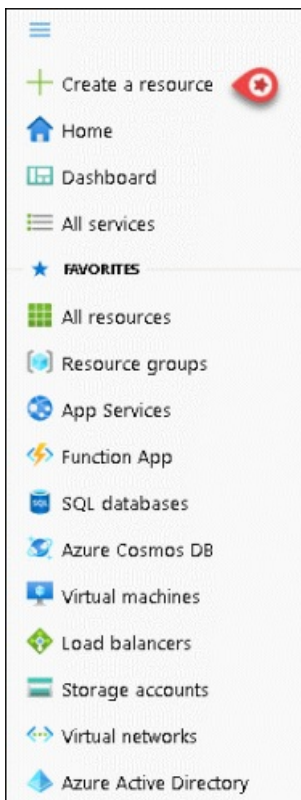 Create a resource
Home
Dashboard
All services
FAVORITES
All resources
Resource groups
App Services
Function App
SQL databases
Azure Cosmos DB
Virtual machines
Load balancers
Storage accounts
Virtual networks
Azure Active Directory